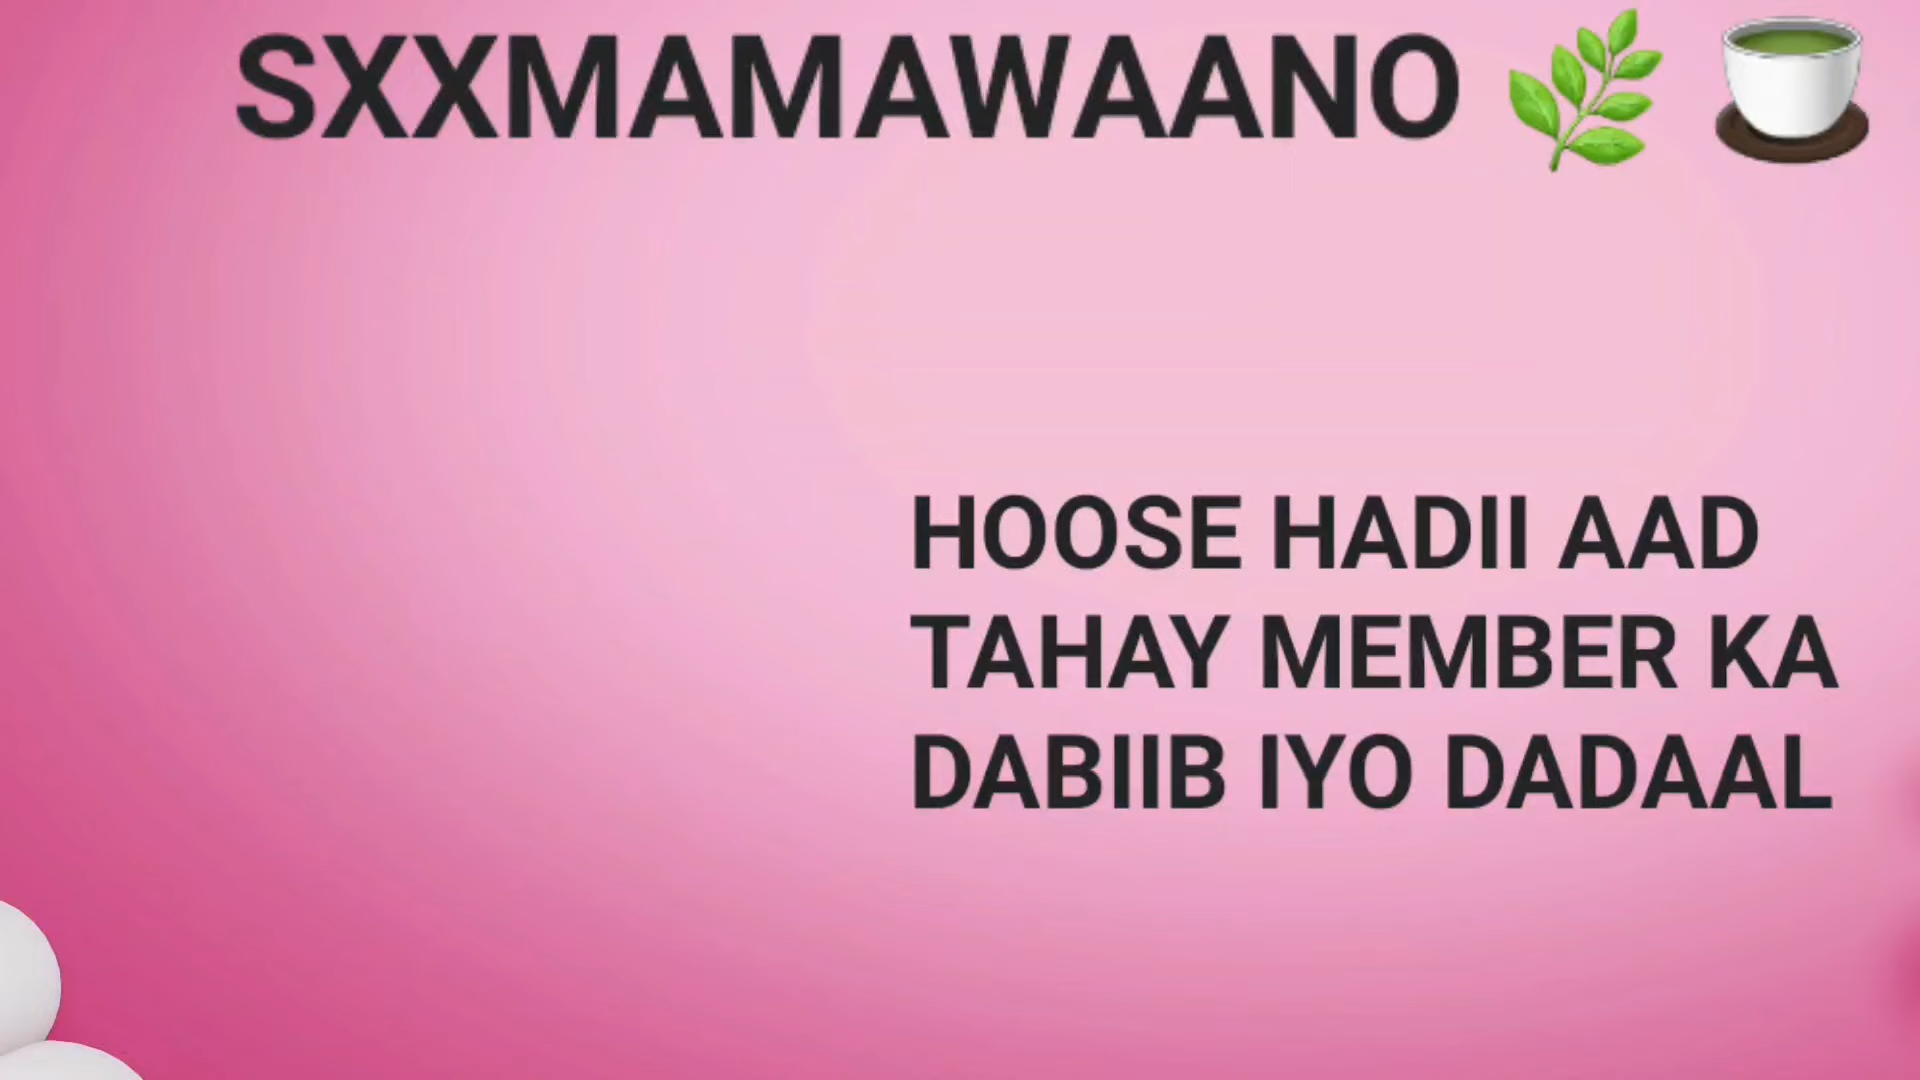 SXXMAMAWAANO 🌿 🍵
HOOSE HADII AAD
TAHAY MEMBER KA
DABIIB IYO DADAAL